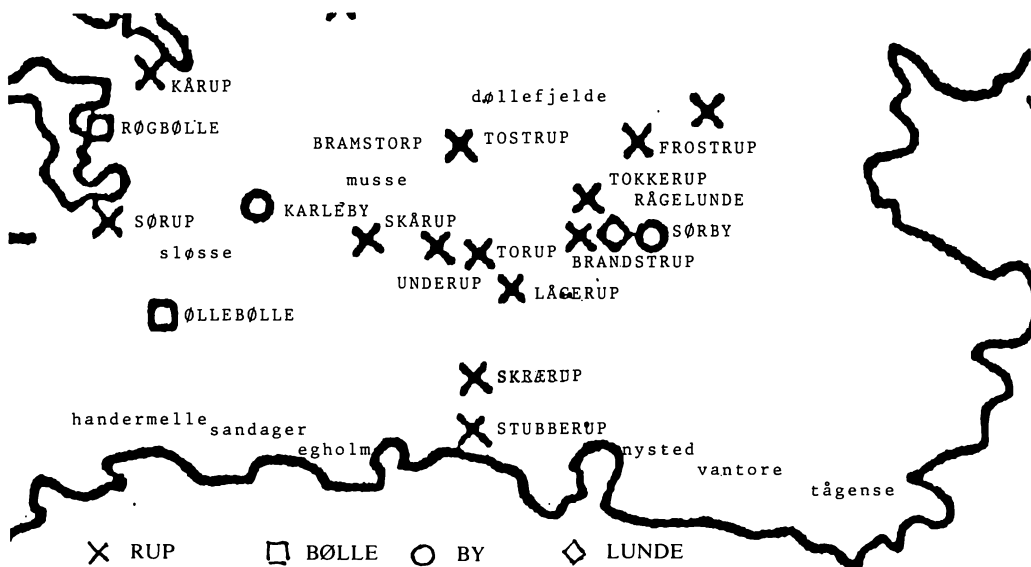 KÅRUP
døllefjelde
RØGBØLLE
BRAMSTORP
TOSTRUP
FROSTRUP
musse
TOKKERUP
RÅGELUNDE
KARLEBY
SØRUP
SKÅRUP
SØRBY
sløsse
TORUP
BRANDSTRUP
UNDERUP
LÅGERUP
ØLLEBØLLE
SKRÆRUP
handermelle
sandager
STUBBERUP
egholm
nysted
vantore
tågense
RUP BØLLE BY LUNDE